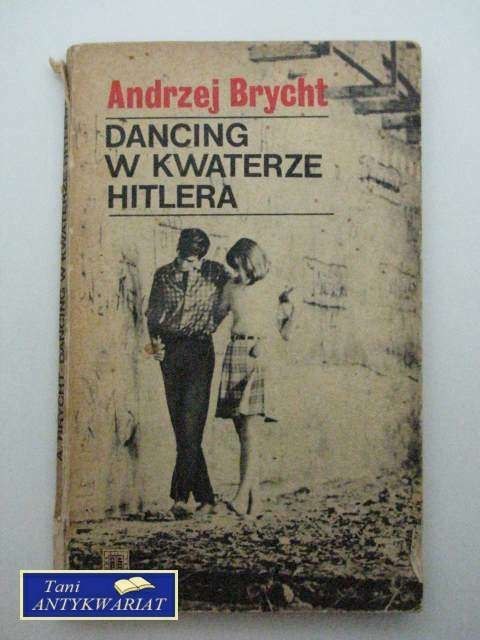 Andrzej Brycht
DANCING
W KWATERZE
HITLERA
A. BRYCHT DANCING W KWATERZE HITLERA
Tani
ANTYKWARIAT